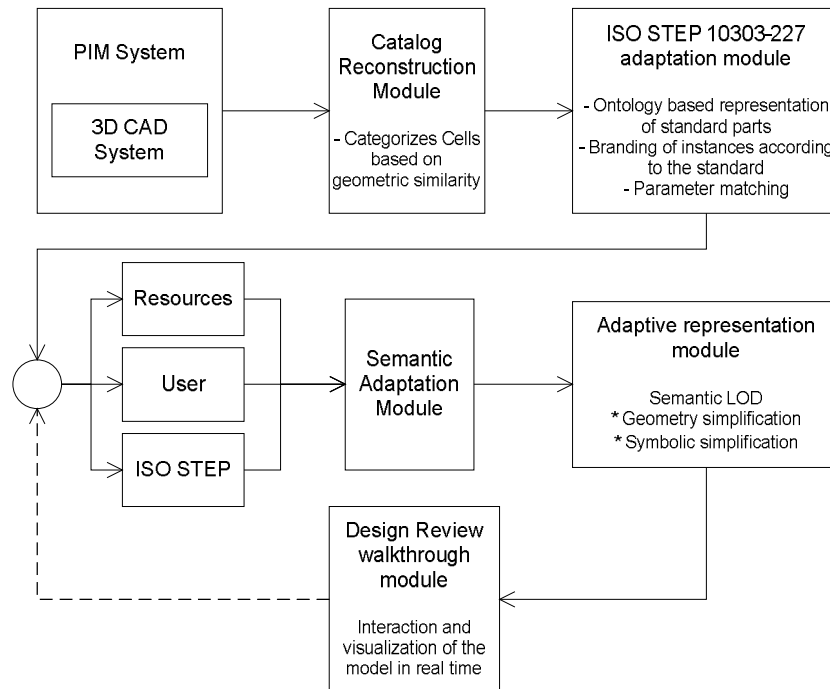 PIM System
3D CAD
System
Catalog
Reconstruction
Module
- Categorizes Cells
based on
geometric similarity
ISO STEP 10303-227
adaptation module
- Ontology based representation
of standard parts
- Branding of instances according
to the standard
- Parameter matching
Resources
User
ISO STEP
Semantic
Adaptation
Module
Adaptive representation
module
Semantic LOD
* Geometry simplification
* Symbolic simplification
Design Review
walkthrough
module
Interaction and
visualization of the
model in real time